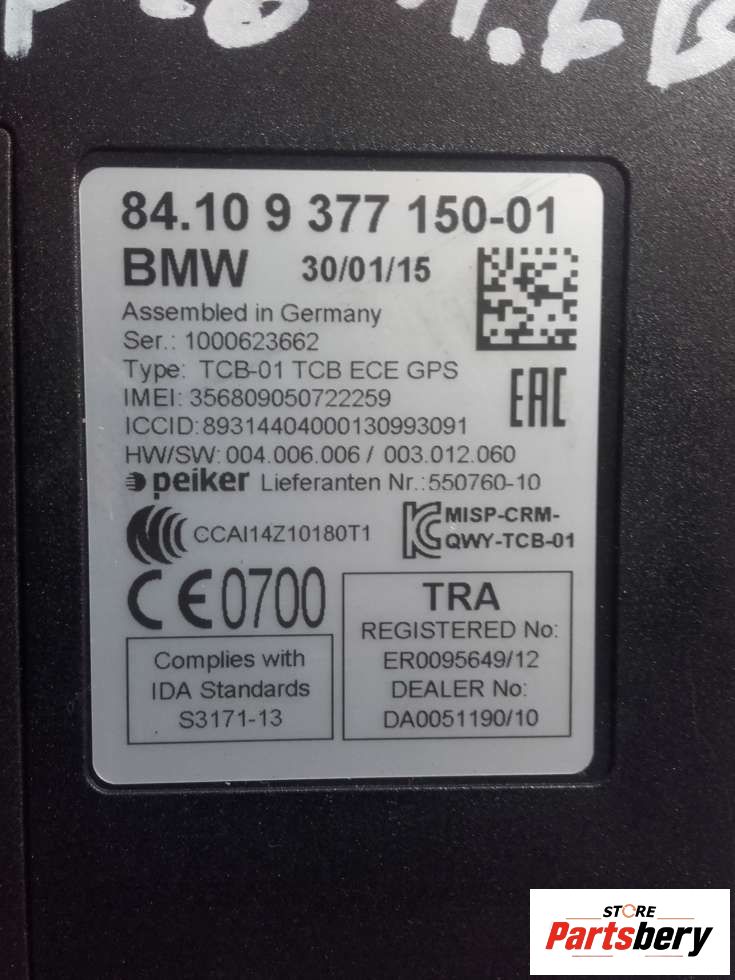 84.10 9 377 150-01
BMW 30/01/15
Assembled in Germany
Ser.: 1000623662
Type: TCB-01 TCB ECE GPS
IMEI: 356809050722259
ICCID:89314404000130993091
HW/SW: 004.006.006 / 003.012.060
peiker Lieferanten Nr.:550760-10
EAC
CCAI14Z10180T1
MISP-CRM-
QWY-TCB-01
CE0700
Complies with
IDA Standards
S3171-13
TRA
REGISTERED No:
ER0095649/12
DEALER No:
DA0051190/10
STORE
Partsbery